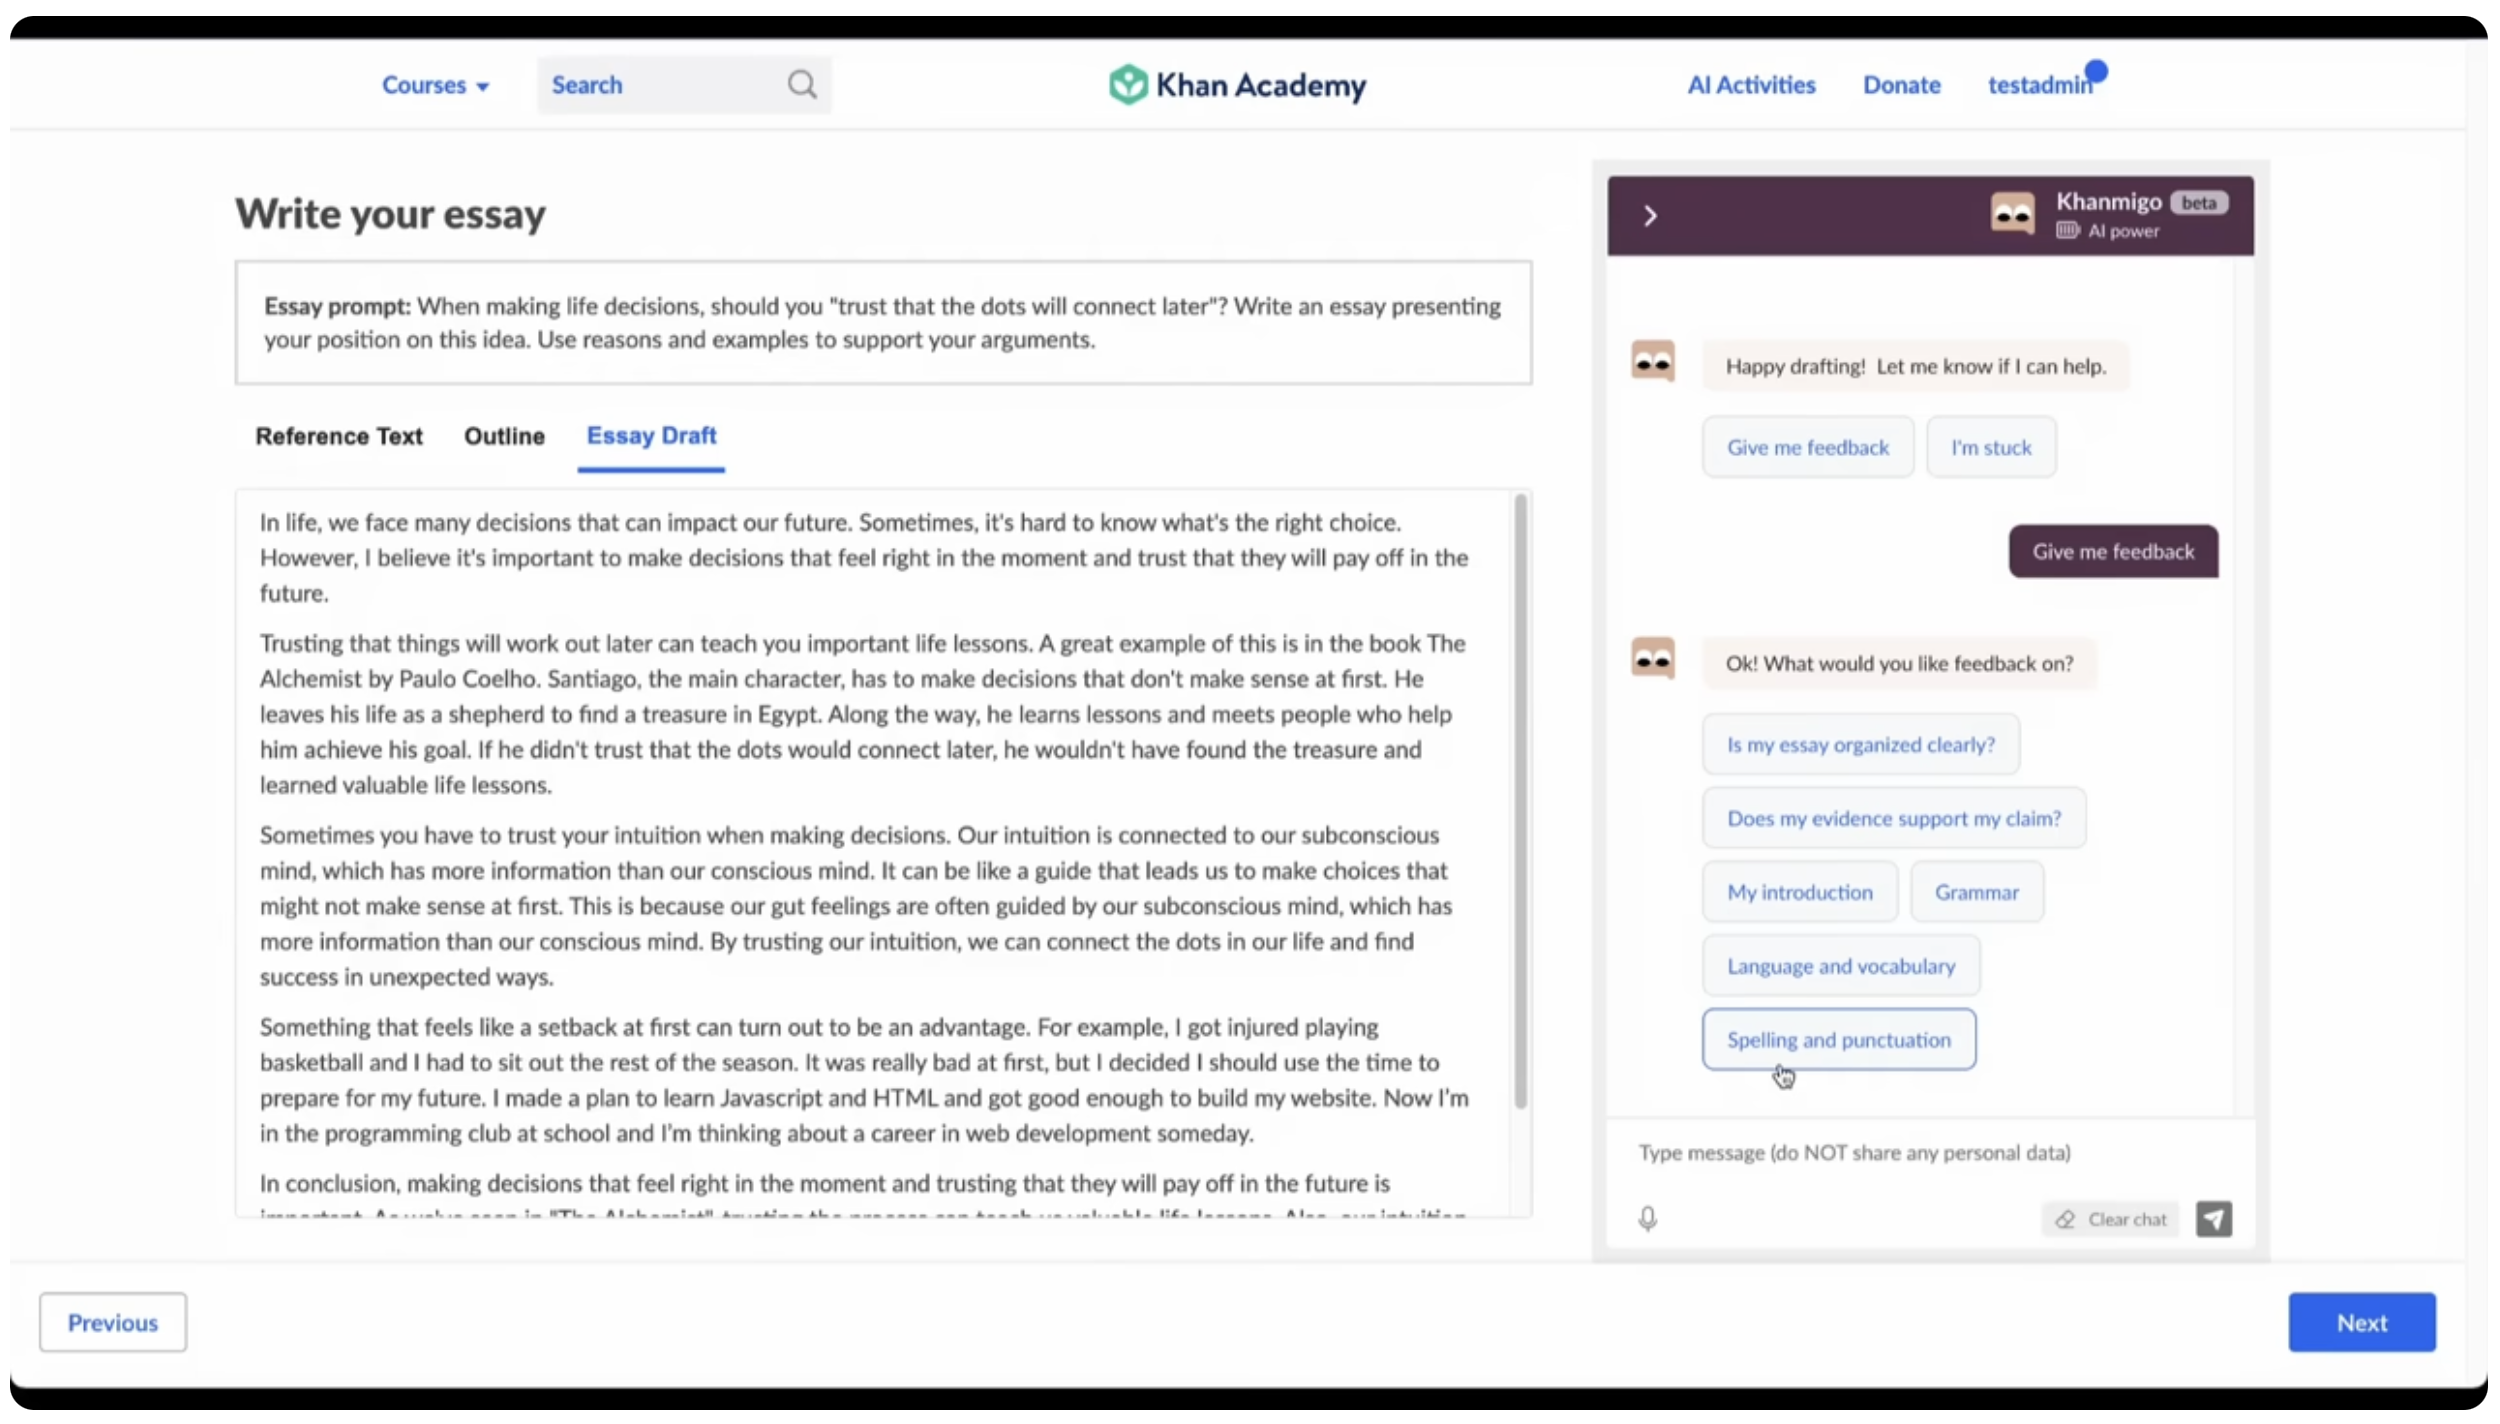 Courses
Search
Khan Academy
AI Activities
Donate
testadmin
Write your essay
Essay prompt: When making life decisions, should you "trust that the dots will connect later"? Write an essay presenting
your position on this idea. Use reasons and examples to support your arguments.
Reference Text
Outline
Essay Draft
In life, we face many decisions that can impact our future. Sometimes, it's hard to know what's the right choice.
However, I believe it's important to make decisions that feel right in the moment and trust that they will pay off in the
future.
Trusting that things will work out later can teach you important life lessons. A great example of this is in the book The
Alchemist by Paulo Coelho. Santiago, the main character, has to make decisions that don't make sense at first. He
leaves his life as a shepherd to find a treasure in Egypt. Along the way, he learns lessons and meets people who help
him achieve his goal. If he didn't trust that the dots would connect later, he wouldn't have found the treasure and
learned valuable life lessons.
Sometimes you have to trust your intuition when making decisions. Our intuition is connected to our subconscious
mind, which has more information than our conscious mind. It can be like a guide that leads us to make choices that
might not make sense at first. This is because our gut feelings are often guided by our subconscious mind, which has
more information than our conscious mind. By trusting our intuition, we can connect the dots in our life and find
success in unexpected ways.
Something that feels like a setback at first can turn out to be an advantage. For example, I got injured playing
basketball and I had to sit out the rest of the season. It was really bad at first, but I decided I should use the time to
prepare for my future. I made a plan to learn Javascript and HTML and got good enough to build my website. Now I'm
in the programming club at school and I'm thinking about a career in web development someday.
In conclusion, making decisions that feel right in the moment and trusting that they will pay off in the future is
important. As we've seen in "The Alchemist", trusting the process can teach us valuable life lessons. Also, our intuition
Khanmigo beta
AI power
Happy drafting! Let me know if I can help.
Give me feedback
I'm stuck
Give me feedback
Ok! What would you like feedback on?
Is my essay organized clearly?
Does my evidence support my claim?
My introduction
Grammar
Language and vocabulary
Spelling and punctuation
Type message (do NOT share any personal data)
Clear chat
Previous
Next